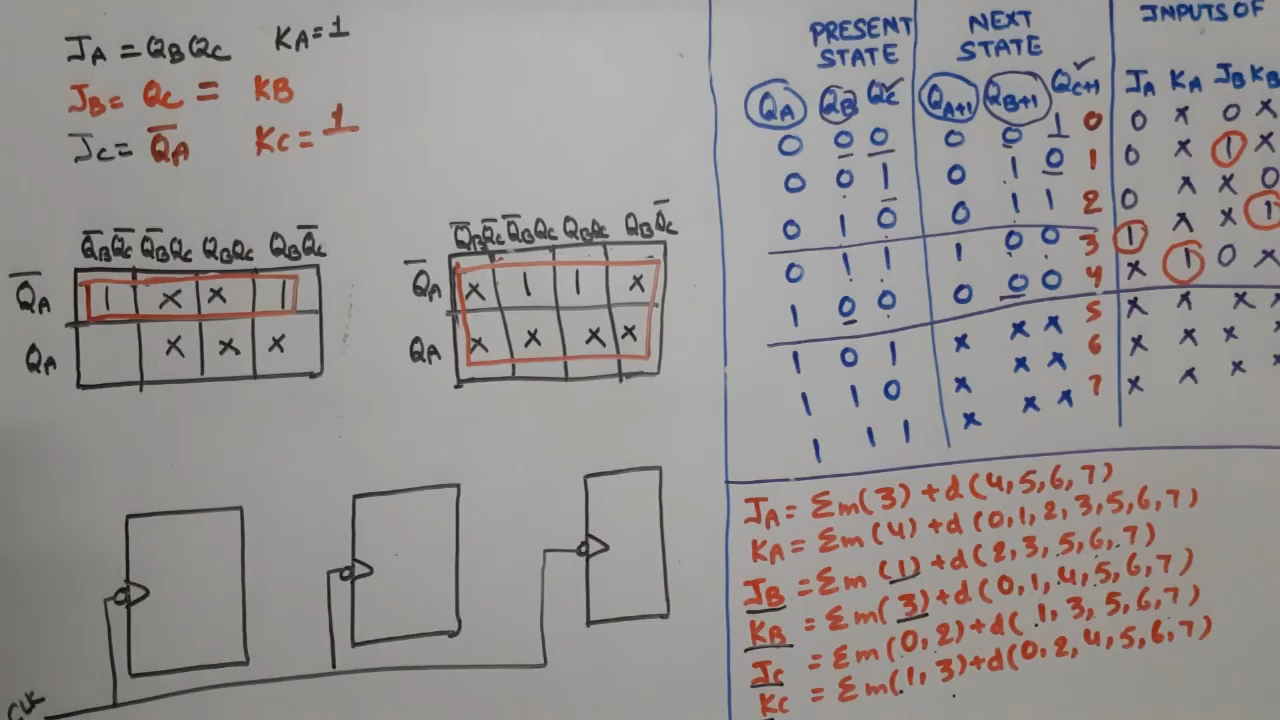 JA = QBQC KA = 1
JB = QC = KB
JC = Q̅A KC = 1
Q̅BQ̅C Q̅BQC QBQC QBQ̅C
Q̅A 1 X X 1
QA X X X
Q̅BQ̅C Q̅BQC QBQC QBQ̅C
Q̅A X 1 1 X
QA X X X X
CLK
PRESENT STATE NEXT STATE INPUTS OF
QA QB QC QA+1 QB+1 QC+1 JA KA JB KB
0 0 0 0 0 1 0 0 X 0 X
0 0 1 0 1 0 1 0 X 1 X
0 1 0 0 1 1 2 0 X X 0
0 1 1 1 0 0 3 1 X X 1
1 0 0 0 0 0 4 X 1 0 X
1 0 1 X X X 5 X X X X
1 1 0 X X X 6 X X X X
1 1 1 X X X 7 X X X X
JA = Σm(3) + d(4,5,6,7)
KA = Σm(4) + d(0,1,2,3,5,6,7)
JB = Σm(1) + d(2,3,5,6,7)
KB = Σm(3) + d(0,1,4,5,6,7)
JC = Σm(0,2) + d(1,3,5,6,7)
KC = Σm(1,3) + d(0,2,4,5,6,7)